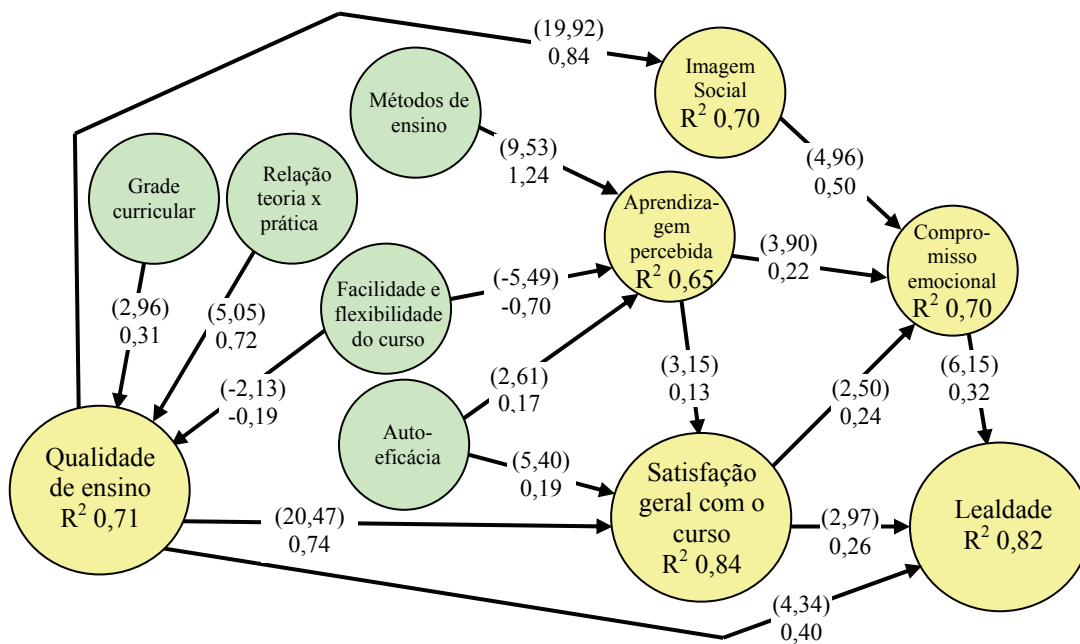 (19,92)
0,84
Imagem
Social
R² 0,70
Métodos de
ensino
(9,53)
1,24
(4,96)
0,50
Grade
curricular
Relação
teoria x
prática
Aprendiza-
gem
percebida
R² 0,65
(3,90)
0,22
Compro-
misso
emocional
R² 0,70
(2,96)
0,31
(5,05)
0,72
Facilidade e
flexibilidade
do curso
(-5,49)
-0,70
(-2,13)
-0,19
(2,61)
0,17
(3,15)
0,13
(2,50)
0,24
(6,15)
0,32
Auto-
eficácia
(5,40)
0,19
Qualidade
de ensino
R² 0,71
(20,47)
0,74
Satisfação
geral com o
curso
R² 0,84
(2,97)
0,26
Lealdade
R² 0,82
(4,34)
0,40